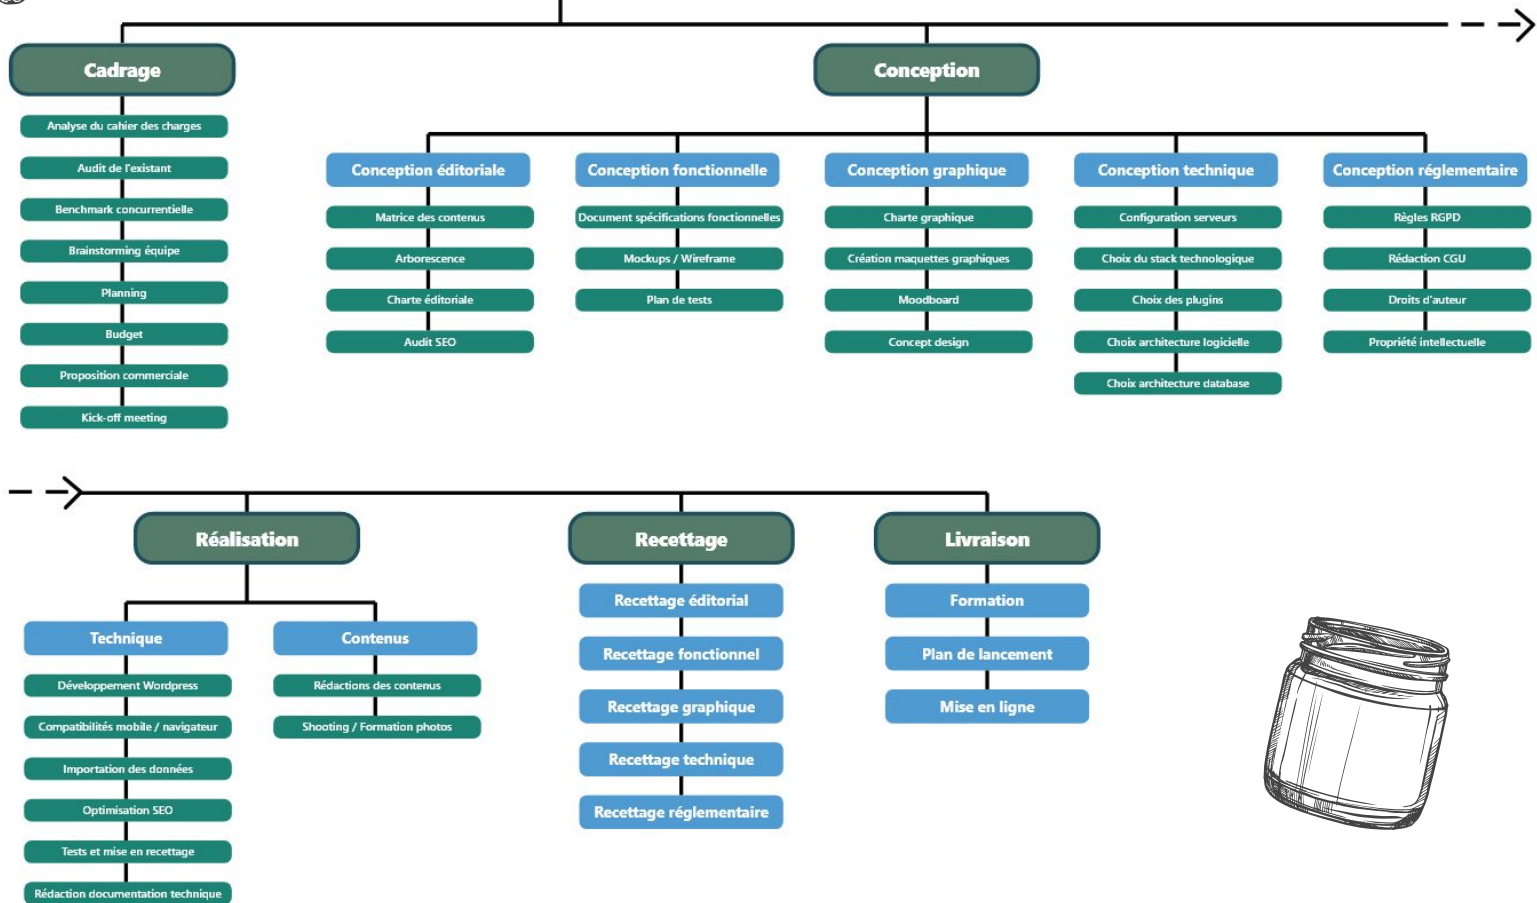 Cadrage
Analyse du cahier des charges
Audit de l'existant
Benchmark concurrentielle
Brainstorming équipe
Planning
Budget
Proposition commerciale
Kick-off meeting
Conception
Conception éditoriale
Matrice des contenus
Arborescence
Charte éditoriale
Audit SEO
Conception fonctionnelle
Document spécifications fonctionnelles
Mockups / Wireframe
Plan de tests
Conception graphique
Charte graphique
Création maquettes graphiques
Moodboard
Concept design
Conception technique
Configuration serveurs
Choix du stack technologique
Choix des plugins
Choix architecture logicielle
Choix architecture database
Conception réglementaire
Règles RGPD
Rédaction CGU
Droits d'auteur
Propriété intellectuelle
Réalisation
Technique
Développement Wordpress
Compatibilités mobile / navigateur
Importation des données
Optimisation SEO
Tests et mise en recettage
Rédaction documentation technique
Contenus
Rédactions des contenus
Shooting / Formation photos
Recettage
Recettage éditorial
Recettage fonctionnel
Recettage graphique
Recettage technique
Recettage réglementaire
Livraison
Formation
Plan de lancement
Mise en ligne